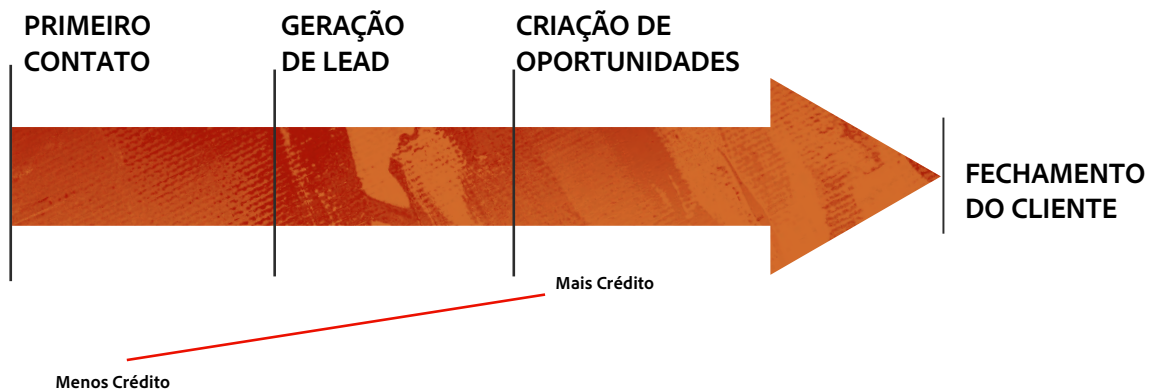 PRIMEIRO
CONTATO
GERAÇÃO
DE LEAD
CRIAÇÃO DE
OPORTUNIDADES
FECHAMENTO
DO CLIENTE
Mais Crédito
Menos Crédito